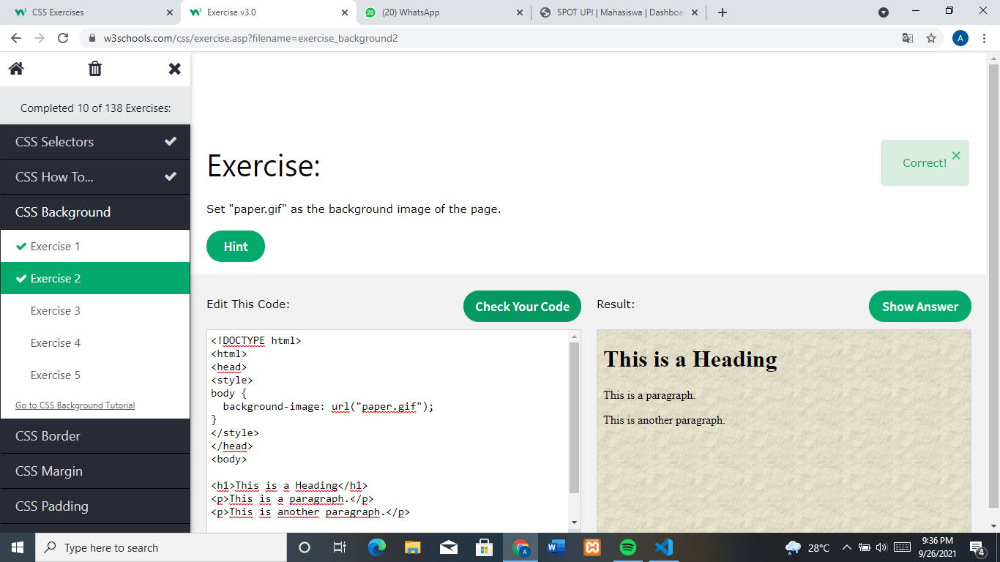 CSS Exercises
Exercise v3.0
(20) WhatsApp
SPOT UPI | Mahasiswa | Dashboa
w3schools.com/css/exercise.asp?filename=exercise_background2
A
Completed 10 of 138 Exercises:
CSS Selectors
CSS How To...
CSS Background
Exercise 1
Exercise 2
Exercise 3
Exercise 4
Exercise 5
Go to CSS Background Tutorial
CSS Border
CSS Margin
CSS Padding
Exercise:
Correct!
Set "paper.gif" as the background image of the page.
Hint
Edit This Code:
Check Your Code
<!DOCTYPE html>
<html>
<head>
<style>
body {
  background-image: url("paper.gif");
}
</style>
</head>
<body>
<h1>This is a Heading</h1>
<p>This is a paragraph.</p>
<p>This is another paragraph.</p>
Result:
Show Answer
This is a Heading
This is a paragraph.
This is another paragraph.
Type here to search
28°C
9:36 PM
9/26/2021
4